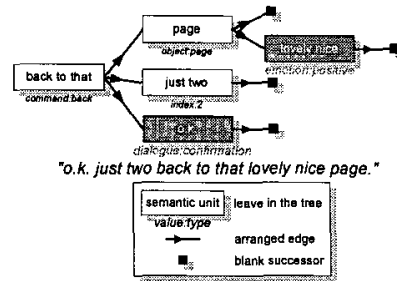 page
object.page
lovely nice
emotion.positive
back to that
command.back
just two
index.2
o.k.
dialogue.confirmation
"o.k. just two back to that lovely nice page."
semantic unit
value.type
leave in the tree
arranged edge
blank successor